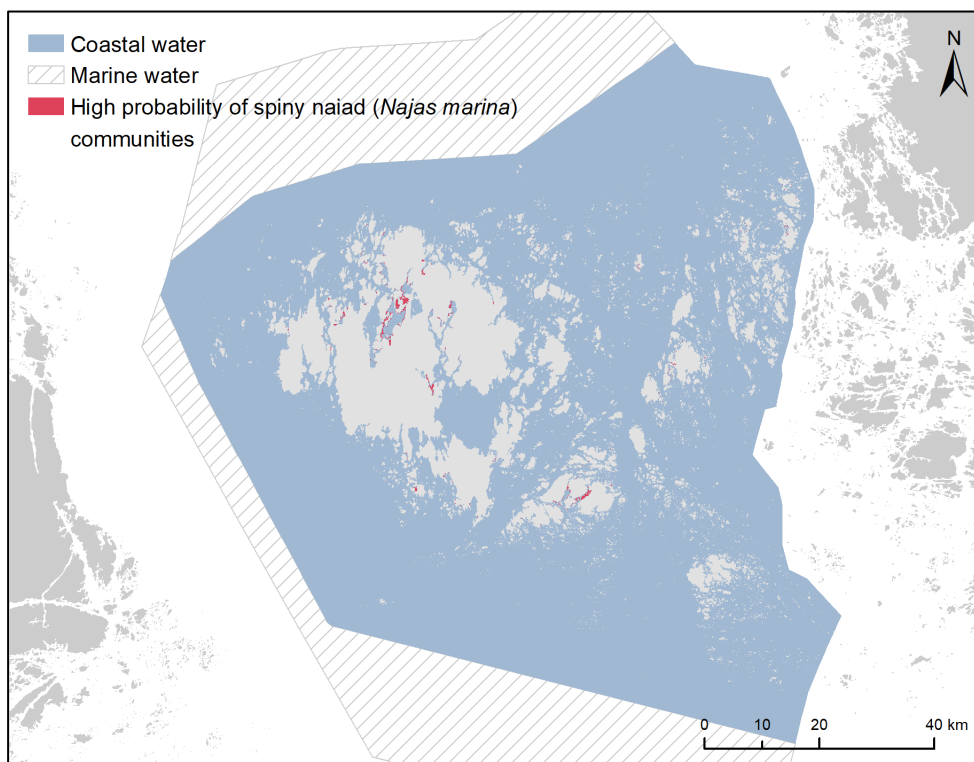 Coastal water
Marine water
High probability of spiny naiad (Najas marina)
communities
N
0 10 20 40 km